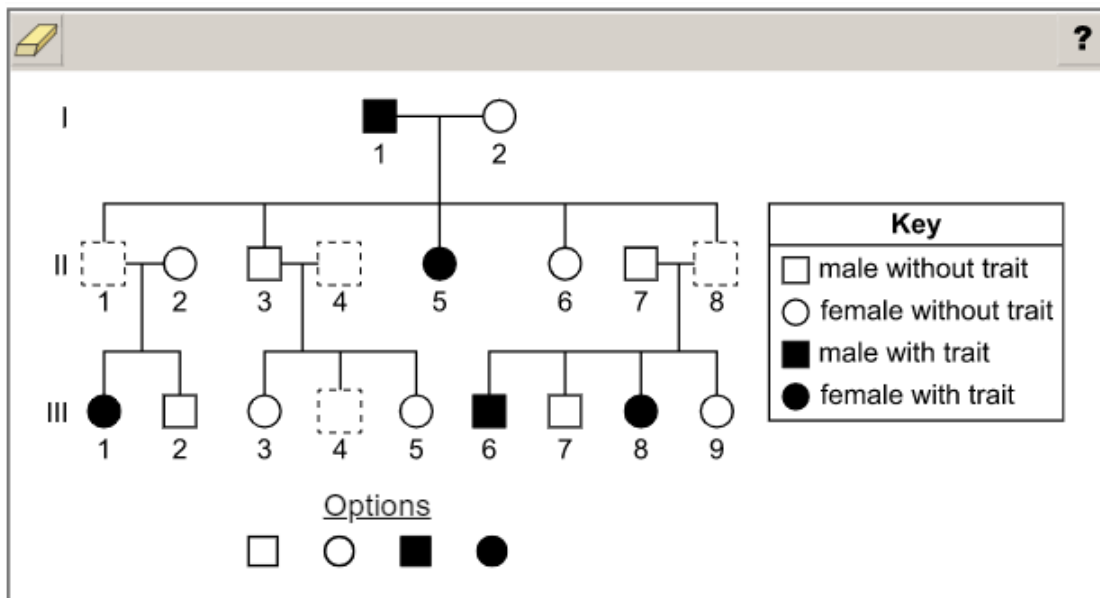 ?
I
1 2
II
1 2 3 4 5 6 7 8
III
1 2 3 4 5 6 7 8 9
Key
male without trait
female without trait
male with trait
female with trait
Options